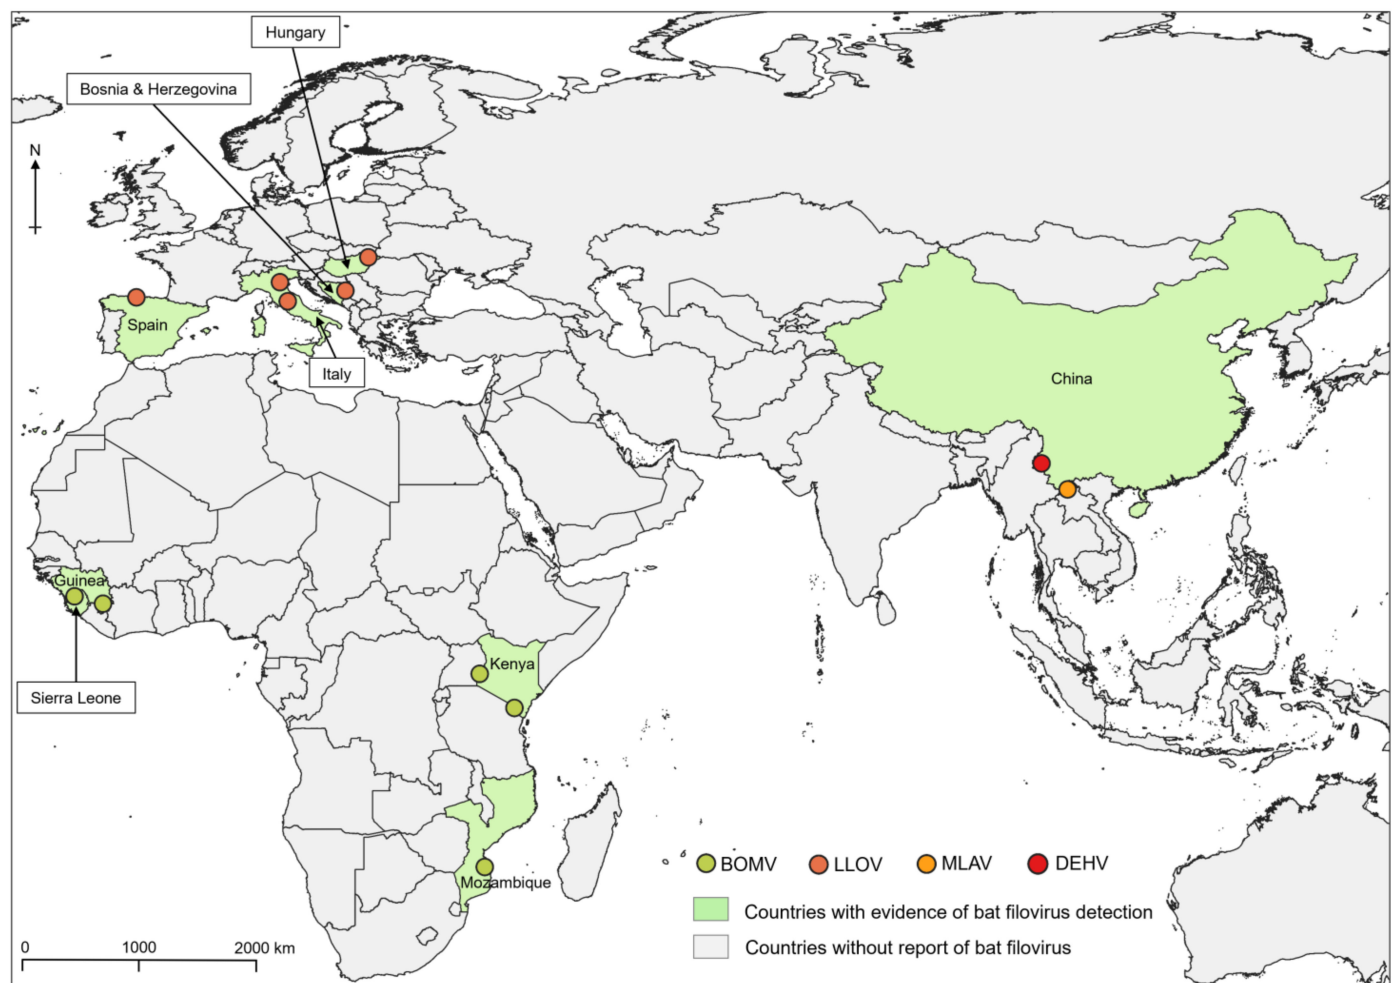 Hungary
Bosnia & Herzegovina
N
Spain
Italy
China
Guinea
Kenya
Sierra Leone
Mozambique
BOMV LLOV MLAV DEHV
Countries with evidence of bat filovirus detection
Countries without report of bat filovirus
0 1000 2000 km